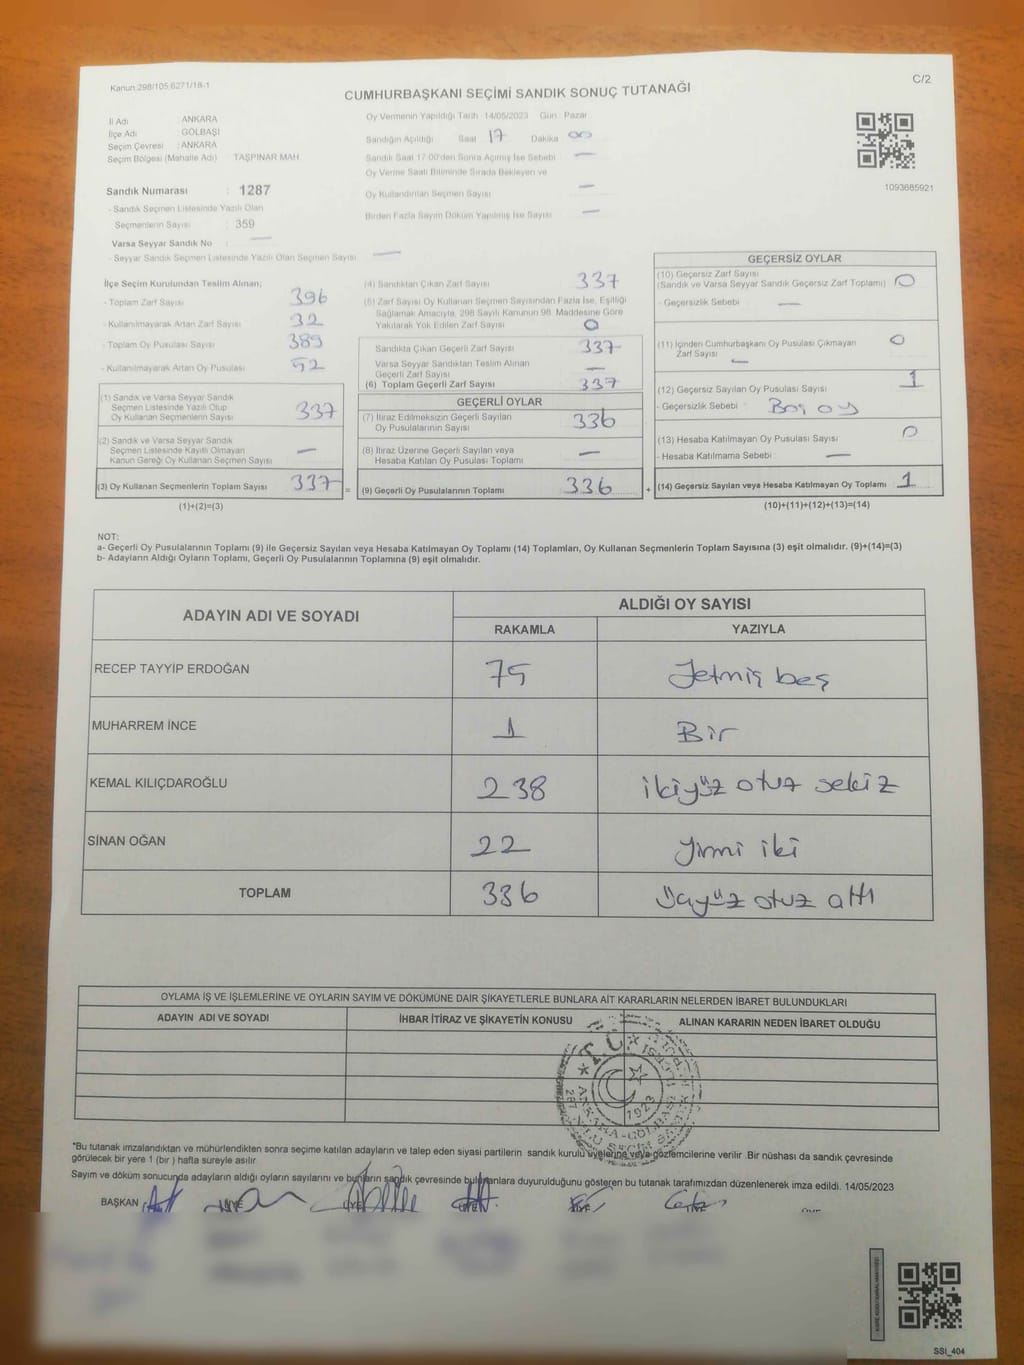 Kanun:298/105;6271/18-1
C/2
CUMHURBAŞKANI SEÇİMİ SANDIK SONUÇ TUTANAĞI
İl Adı : ANKARA
İlçe Adı : GÖLBAŞI
Seçim Çevresi : ANKARA
Seçim Bölgesi (Mahalle Adı) TAŞPINAR MAH.
Oy Vermenin Yapıldığı Tarih 14/05/2023 Gün Pazar
Sandığın Açıldığı Saat 17 Dakika 00
Sandık Saat 17:00'den Sonra Açılmış İse Sebebi —
Oy Verme Saati Bitiminde Sırada Bekleyen ve
Oy Kullandırılan Seçmen Sayısı —
Birden Fazla Sayım Döküm Yapılmış İse Sayısı —
1093685921
Sandık Numarası : 1287
- Sandık Seçmen Listesinde Yazılı Olan
Seçmenlerin Sayısı : 359
Varsa Seyyar Sandık No : —
- Seyyar Sandık Seçmen Listesinde Yazılı Olan Seçmen Sayısı —
İlçe Seçim Kurulundan Teslim Alınan;
- Toplam Zarf Sayısı 396
- Kullanılmayarak Artan Zarf Sayısı 32
- Toplam Oy Pusulası Sayısı 389
- Kullanılmayarak Artan Oy Pusulası 52
(1) Sandık ve Varsa Seyyar Sandık
Seçmen Listesinde Yazılı Olup
Oy Kullanan Seçmenlerin Sayısı 337
(2) Sandık ve Varsa Seyyar Sandık
Seçmen Listesinde Kayıtlı Olmayan
Kanun Gereği Oy Kullanan Seçmen Sayısı —
(3) Oy Kullanan Seçmenlerin Toplam Sayısı 337 =
(1)+(2)=(3)
(4) Sandıktan Çıkan Zarf Sayısı 337
(5) Zarf Sayısı Oy Kullanan Seçmen Sayısından Fazla İse, Eşitliği
Sağlamak Amacıyla, 298 Sayılı Kanunun 98. Maddesine Göre
Yakılarak Yok Edilen Zarf Sayısı 0
Sandıkta Çıkan Geçerli Zarf Sayısı 337
Varsa Seyyar Sandıktan Teslim Alınan
Geçerli Zarf Sayısı —
(6) Toplam Geçerli Zarf Sayısı 337
GEÇERLİ OYLAR
(7) İtiraz Edilmeksizin Geçerli Sayılan
Oy Pusulalarının Sayısı 336
(8) İtiraz Üzerine Geçerli Sayılan veya
Hesaba Katılan Oy Pusulası Toplamı —
(9) Geçerli Oy Pusulalarının Toplamı 336 +
GEÇERSİZ OYLAR
(10) Geçersiz Zarf Sayısı
(Sandık ve Varsa Seyyar Sandık Geçersiz Zarf Toplamı) 0
- Geçersizlik Sebebi —
(11) İçinden Cumhurbaşkanı Oy Pusulası Çıkmayan
Zarf Sayısı — 0
(12) Geçersiz Sayılan Oy Pusulası Sayısı 1
- Geçersizlik Sebebi Boş oy
(13) Hesaba Katılmayan Oy Pusulası Sayısı 0
- Hesaba Katılmama Sebebi —
(14) Geçersiz Sayılan veya Hesaba Katılmayan Oy Toplamı 1
(10)+(11)+(12)+(13)=(14)
NOT:
a- Geçerli Oy Pusulalarının Toplamı (9) ile Geçersiz Sayılan veya Hesaba Katılmayan Oy Toplamı (14) Toplamları, Oy Kullanan Seçmenlerin Toplam Sayısına (3) eşit olmalıdır. (9)+(14)=(3)
b- Adayların Aldığı Oyların Toplamı, Geçerli Oy Pusulalarının Toplamına (9) eşit olmalıdır.
ADAYIN ADI VE SOYADI
ALDIĞI OY SAYISI
RAKAMLA YAZIYLA
RECEP TAYYİP ERDOĞAN 75 Yetmiş beş
MUHARREM İNCE 1 Bir
KEMAL KILIÇDAROĞLU 238 ikiyüz otuz sekiz
SİNAN OĞAN 22 yirmi iki
TOPLAM 336 üçyüz otuz altı
OYLAMA İŞ VE İŞLEMLERİNE VE OYLARIN SAYIM VE DÖKÜMÜNE DAİR ŞİKAYETLERLE BUNLARA AİT KARARLARIN NELERDEN İBARET BULUNDUKLARI
ADAYIN ADI VE SOYADI İHBAR İTİRAZ VE ŞİKAYETİN KONUSU ALINAN KARARIN NEDEN İBARET OLDUĞU
T.C.
1923
ANKARA-GÖLBAŞI
*Bu tutanak imzalandıktan ve mühürlendikten sonra seçime katılan adayların ve talep eden siyasi partilerin sandık kurulu üyelerine veya gözlemcilerine verilir. Bir nüshası da sandık çevresinde
görülecek bir yere 1 (bir ) hafta süreyle asılır.
Sayım ve döküm sonucunda adayların aldığı oyların sayılarını ve bunların sandık çevresinde bulunanlara duyurulduğunu gösteren bu tutanak tarafımızdan düzenlenerek imza edildi. 14/05/2023
BAŞKAN ÜYE ÜYE ÜYE ÜYE ÜYE
SSİ_404